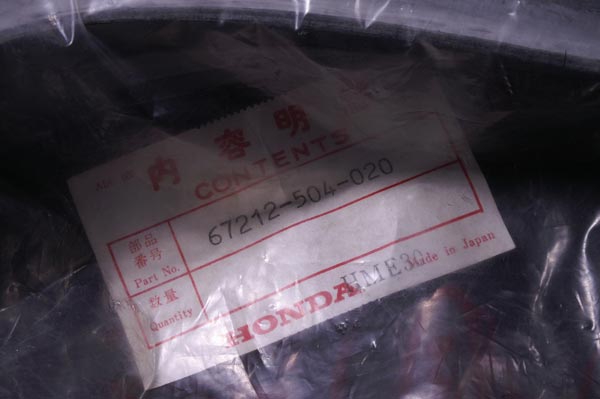 内容明
CONTENTS
部品番号
Part No.
67212-504-020
数量
Quantity
HONDA
HME30
Made in Japan